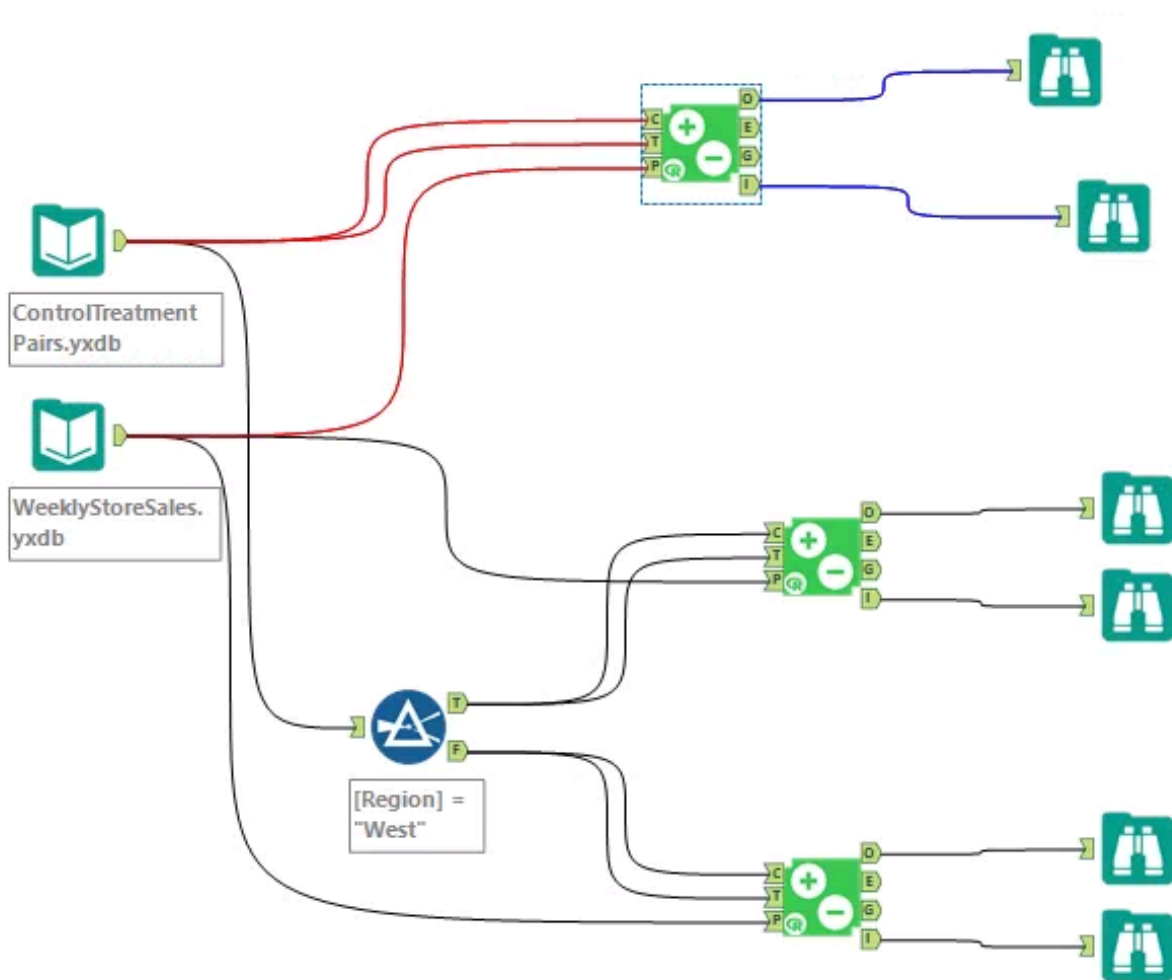 O
C
E
T
G
P
R
I
ControlTreatment
Pairs.yxdb
WeeklyStoreSales.
yxdb
O
C
E
T
G
P
R
I
T
F
[Region] =
"West"
O
C
E
T
G
P
R
I